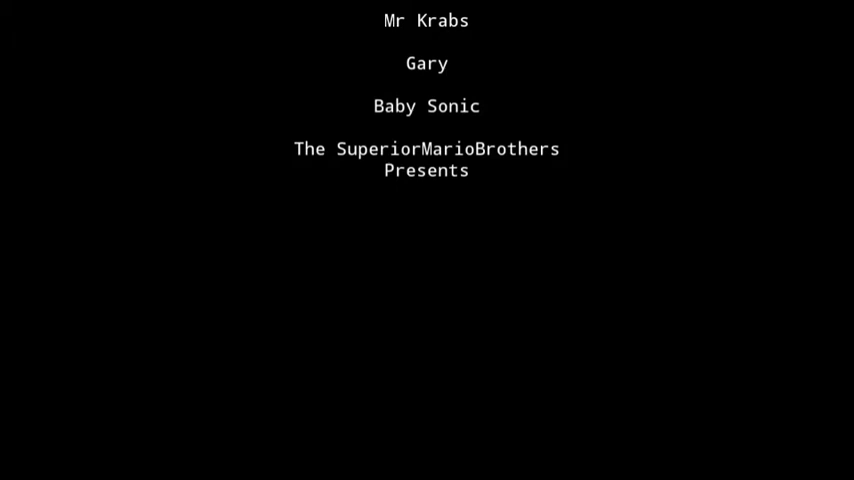 Mr Krabs
Gary
Baby Sonic
The SuperiorMarioBrothers
Presents